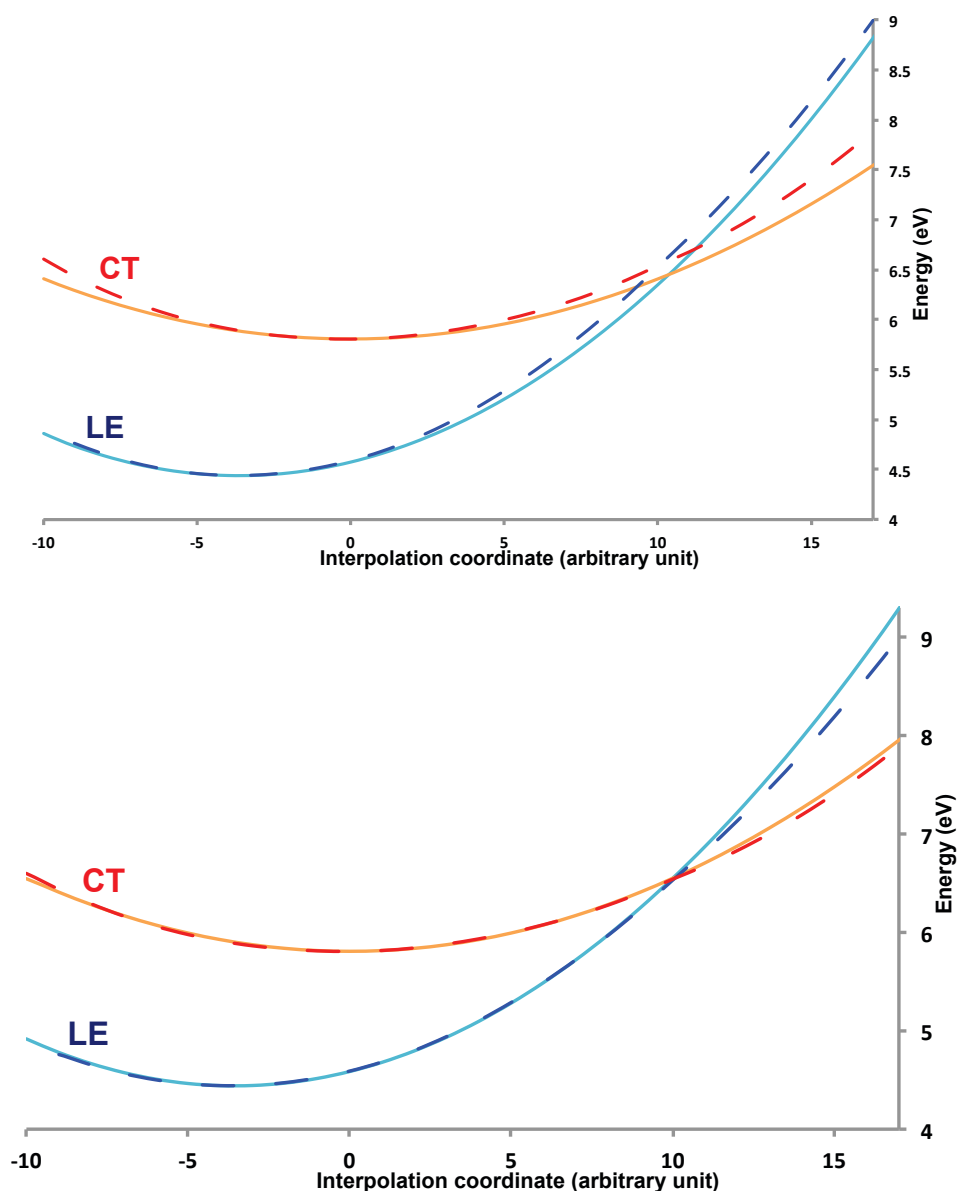 9
8.5
8
7.5
7
6.5
6
5.5
5
4.5
4
Energy (eV)
CT
LE
-10 -5 0 5 10 15
Interpolation coordinate (arbitrary unit)
9
8
7
6
5
4
Energy (eV)
CT
LE
-10 -5 0 5 10 15
Interpolation coordinate (arbitrary unit)